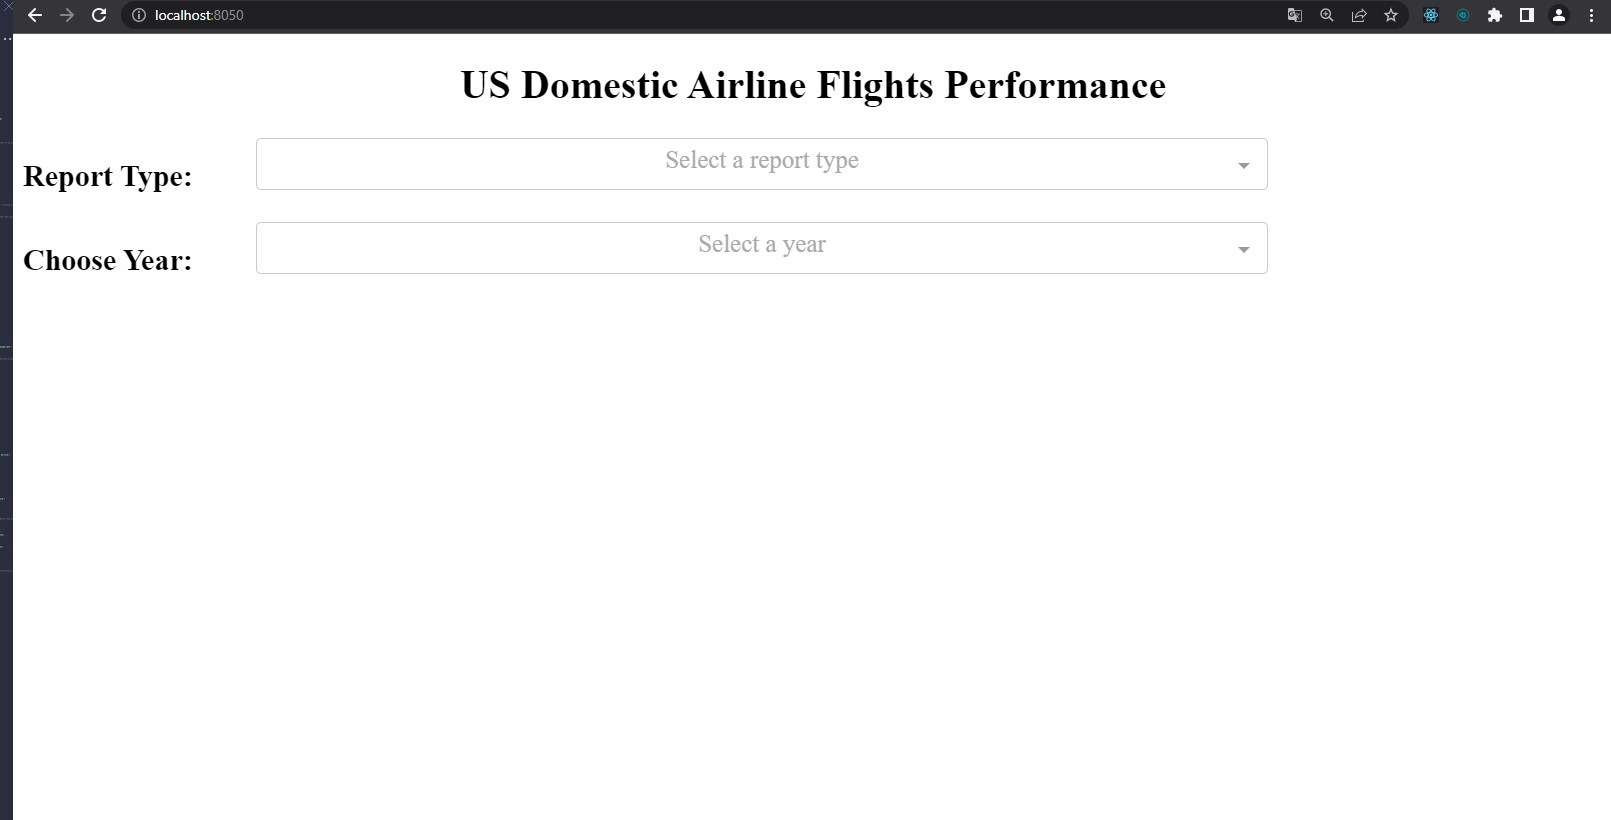 localhost:8050
US Domestic Airline Flights Performance
Report Type:
Select a report type
Choose Year:
Select a year